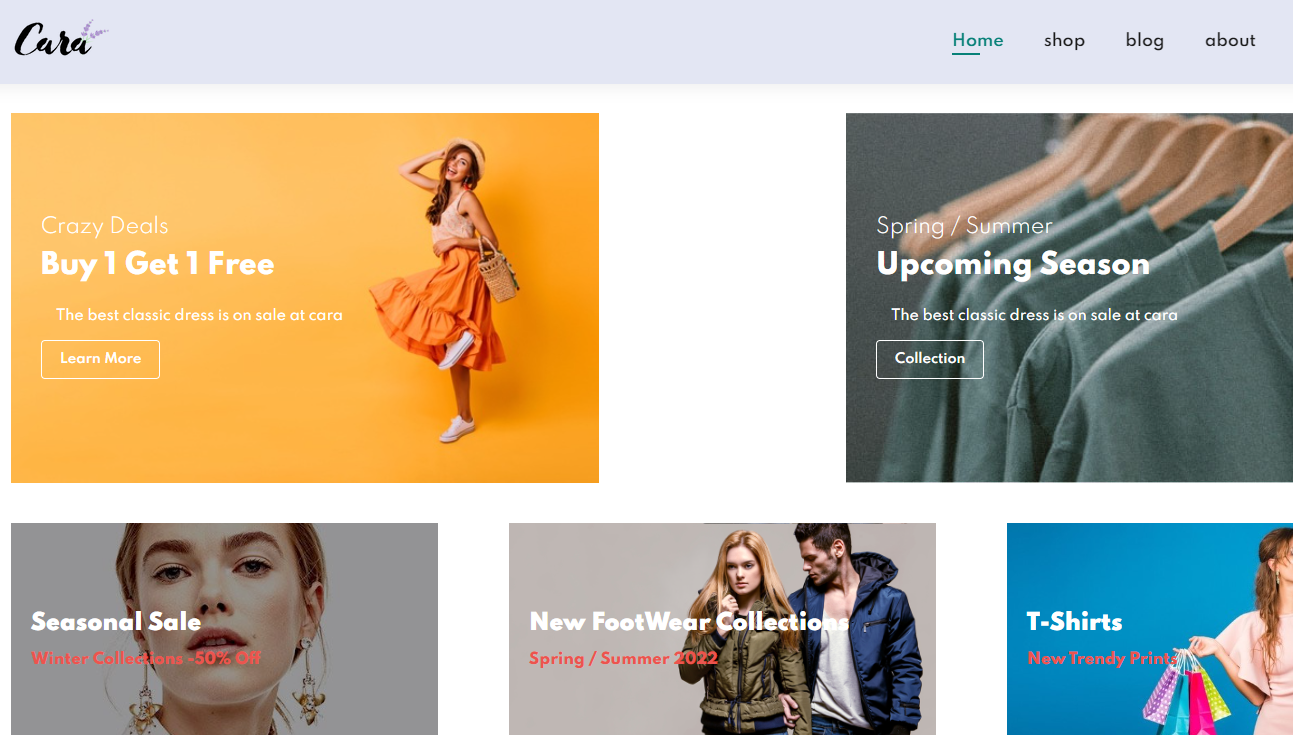 Cara
Home shop blog about
Crazy Deals
Buy 1 Get 1 Free
The best classic dress is on sale at cara
Learn More
Spring / Summer
Upcoming Season
The best classic dress is on sale at cara
Collection
Seasonal Sale
Winter Collections -50% Off
New FootWear Collections
Spring / Summer 2022
T-Shirts
New Trendy Prints